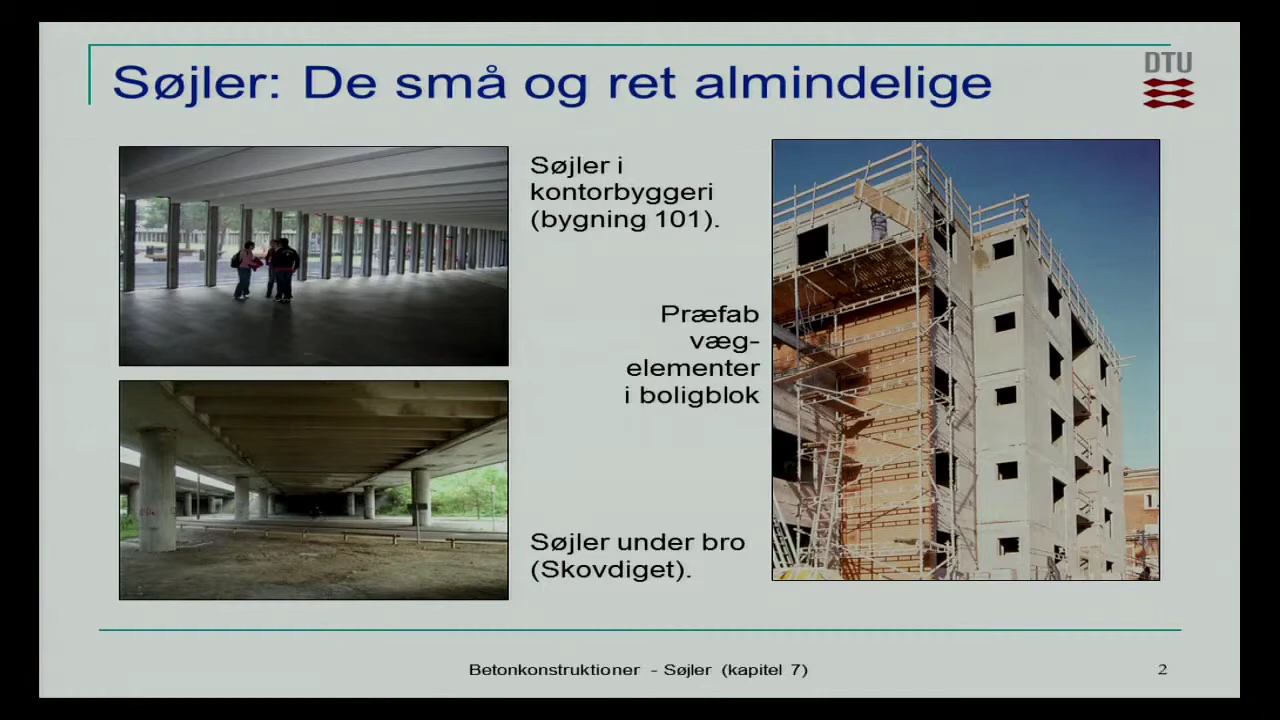 Søjler: De små og ret almindelige
DTU
Søjler i
kontorbyggeri
(bygning 101).
Præfab
væg-
elementer
i boligblok
Søjler under bro
(Skovdiget).
Betonkonstruktioner - Søjler (kapitel 7)
2